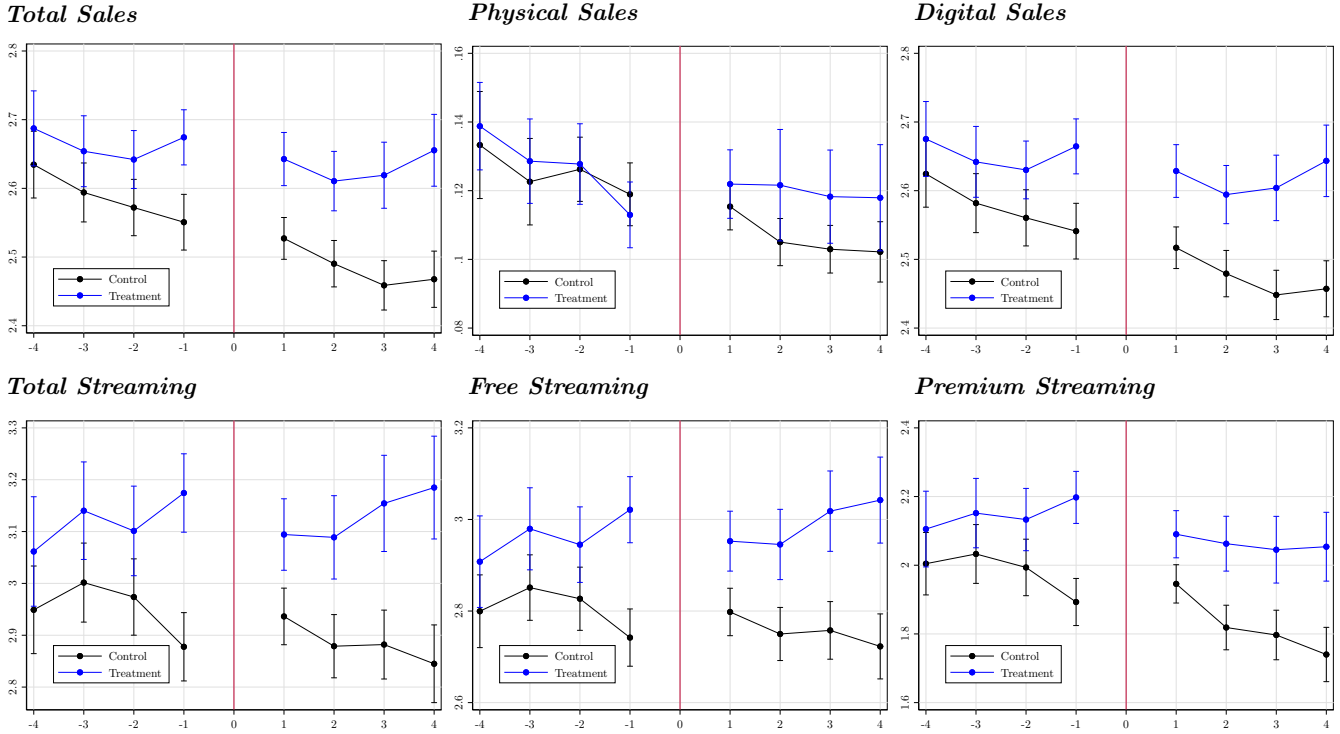 Total Sales
2.8
2.7
2.6
2.5
2.4
Control
Treatment
-4 -3 -2 -1 0 1 2 3 4
Physical Sales
.16
.14
.12
.1
.08
Control
Treatment
-4 -3 -2 -1 0 1 2 3 4
Digital Sales
2.8
2.7
2.6
2.5
2.4
Control
Treatment
-4 -3 -2 -1 0 1 2 3 4
Total Streaming
3.3
3.2
3.1
3
2.9
2.8
Control
Treatment
-4 -3 -2 -1 0 1 2 3 4
Free Streaming
3.2
3
2.8
2.6
Control
Treatment
-4 -3 -2 -1 0 1 2 3 4
Premium Streaming
2.4
2.2
2
1.8
1.6
Control
Treatment
-4 -3 -2 -1 0 1 2 3 4